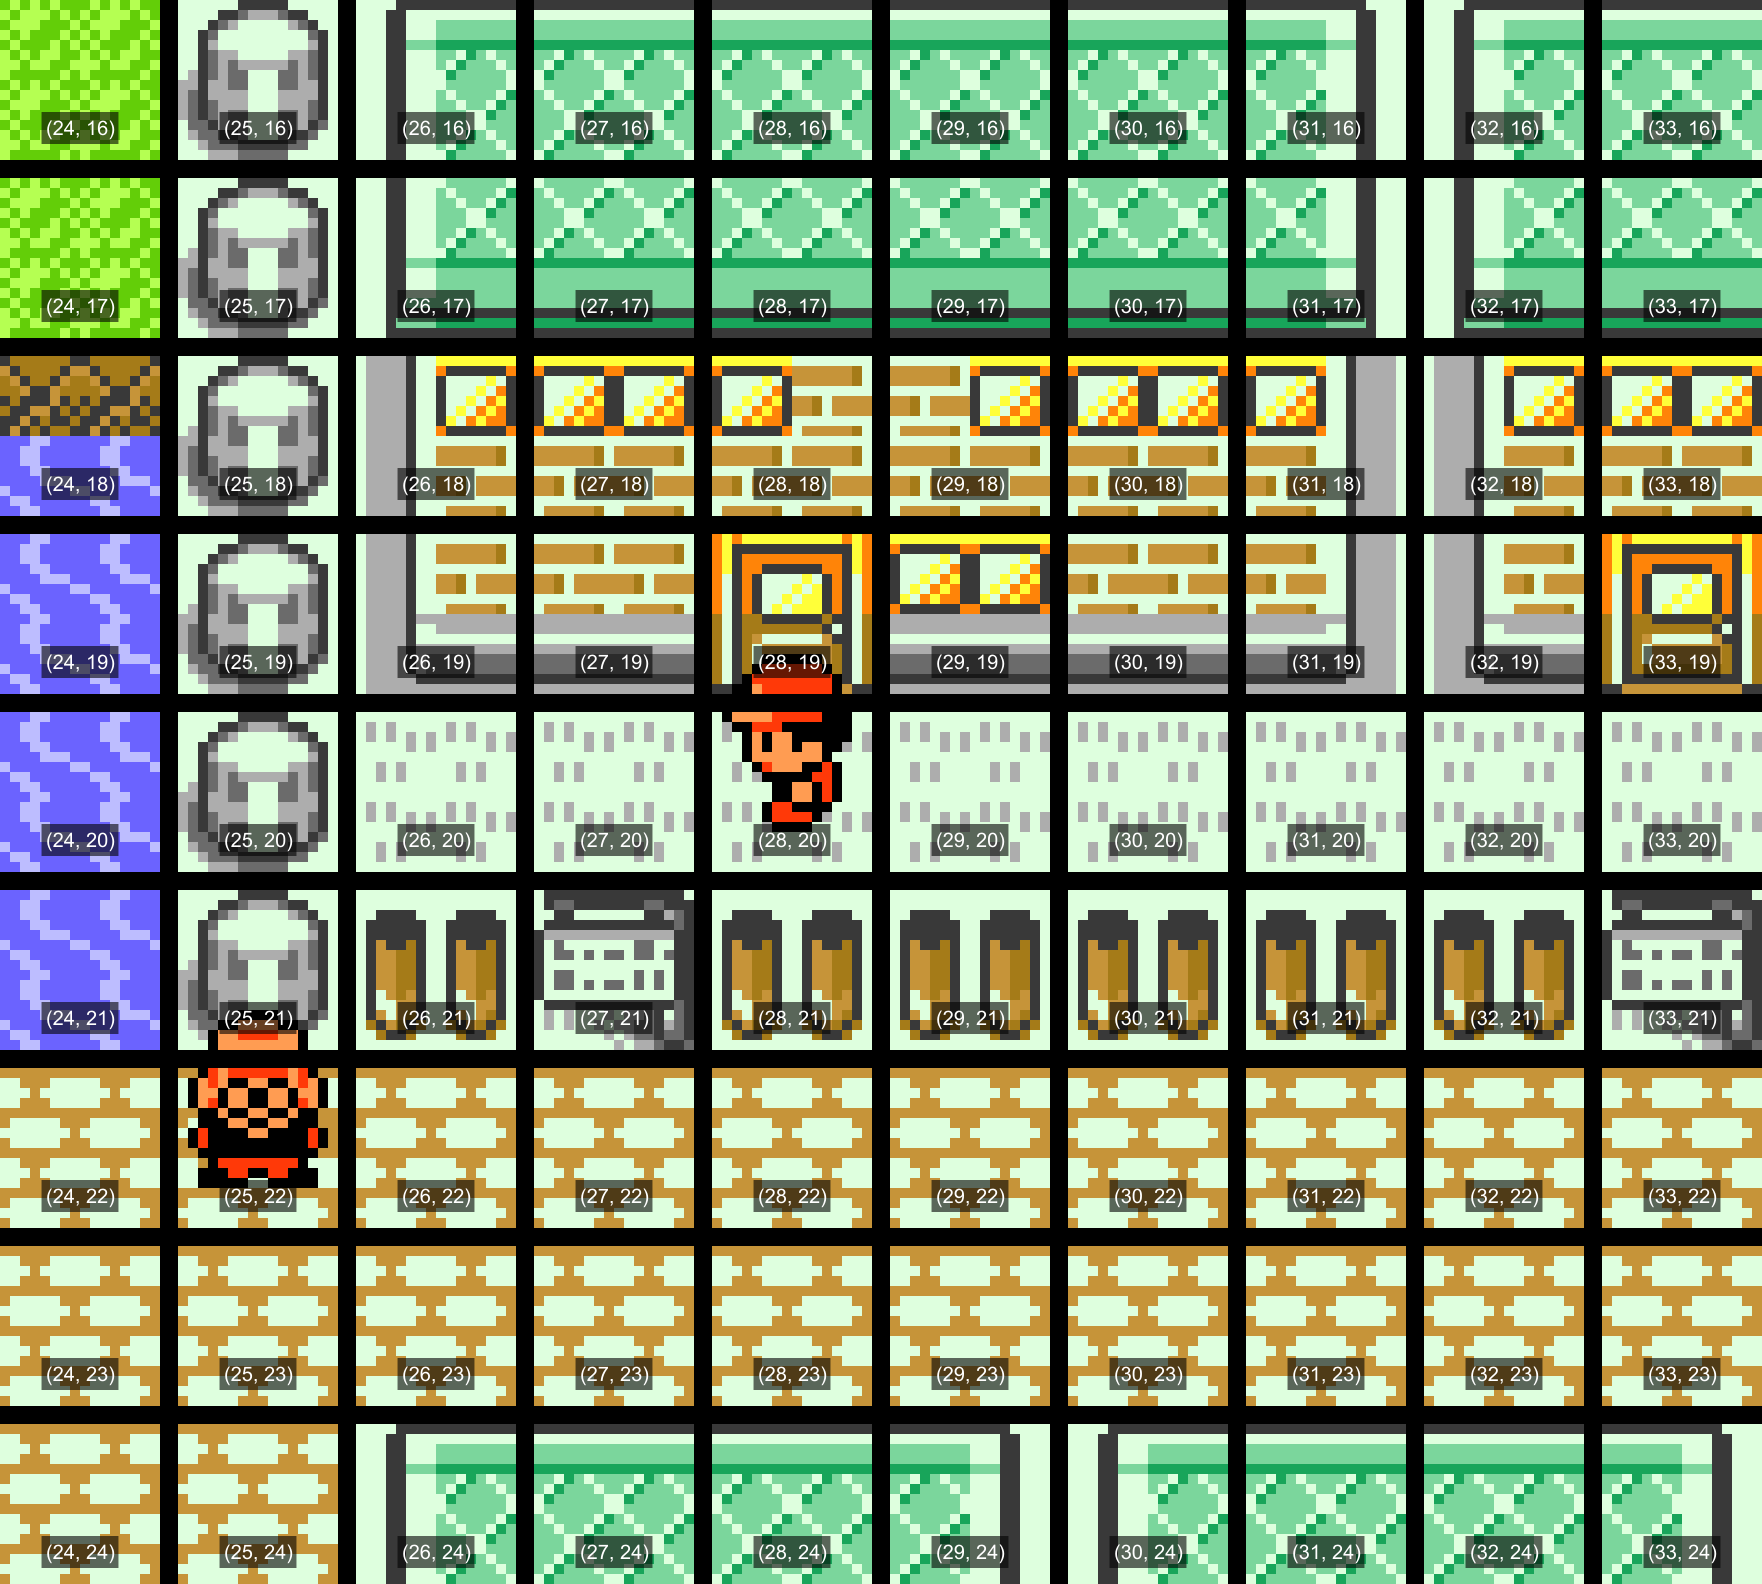 (24, 16) (25, 16) (26, 16) (27, 16) (28, 16) (29, 16) (30, 16) (31, 16) (32, 16) (33, 16)
(24, 17) (25, 17) (26, 17) (27, 17) (28, 17) (29, 17) (30, 17) (31, 17) (32, 17) (33, 17)
(24, 18) (25, 18) (26, 18) (27, 18) (28, 18) (29, 18) (30, 18) (31, 18) (32, 18) (33, 18)
(24, 19) (25, 19) (26, 19) (27, 19) (28, 19) (29, 19) (30, 19) (31, 19) (32, 19) (33, 19)
(24, 20) (25, 20) (26, 20) (27, 20) (28, 20) (29, 20) (30, 20) (31, 20) (32, 20) (33, 20)
(24, 21) (25, 21) (26, 21) (27, 21) (28, 21) (29, 21) (30, 21) (31, 21) (32, 21) (33, 21)
(24, 22) (25, 22) (26, 22) (27, 22) (28, 22) (29, 22) (30, 22) (31, 22) (32, 22) (33, 22)
(24, 23) (25, 23) (26, 23) (27, 23) (28, 23) (29, 23) (30, 23) (31, 23) (32, 23) (33, 23)
(24, 24) (25, 24) (26, 24) (27, 24) (28, 24) (29, 24) (30, 24) (31, 24) (32, 24) (33, 24)